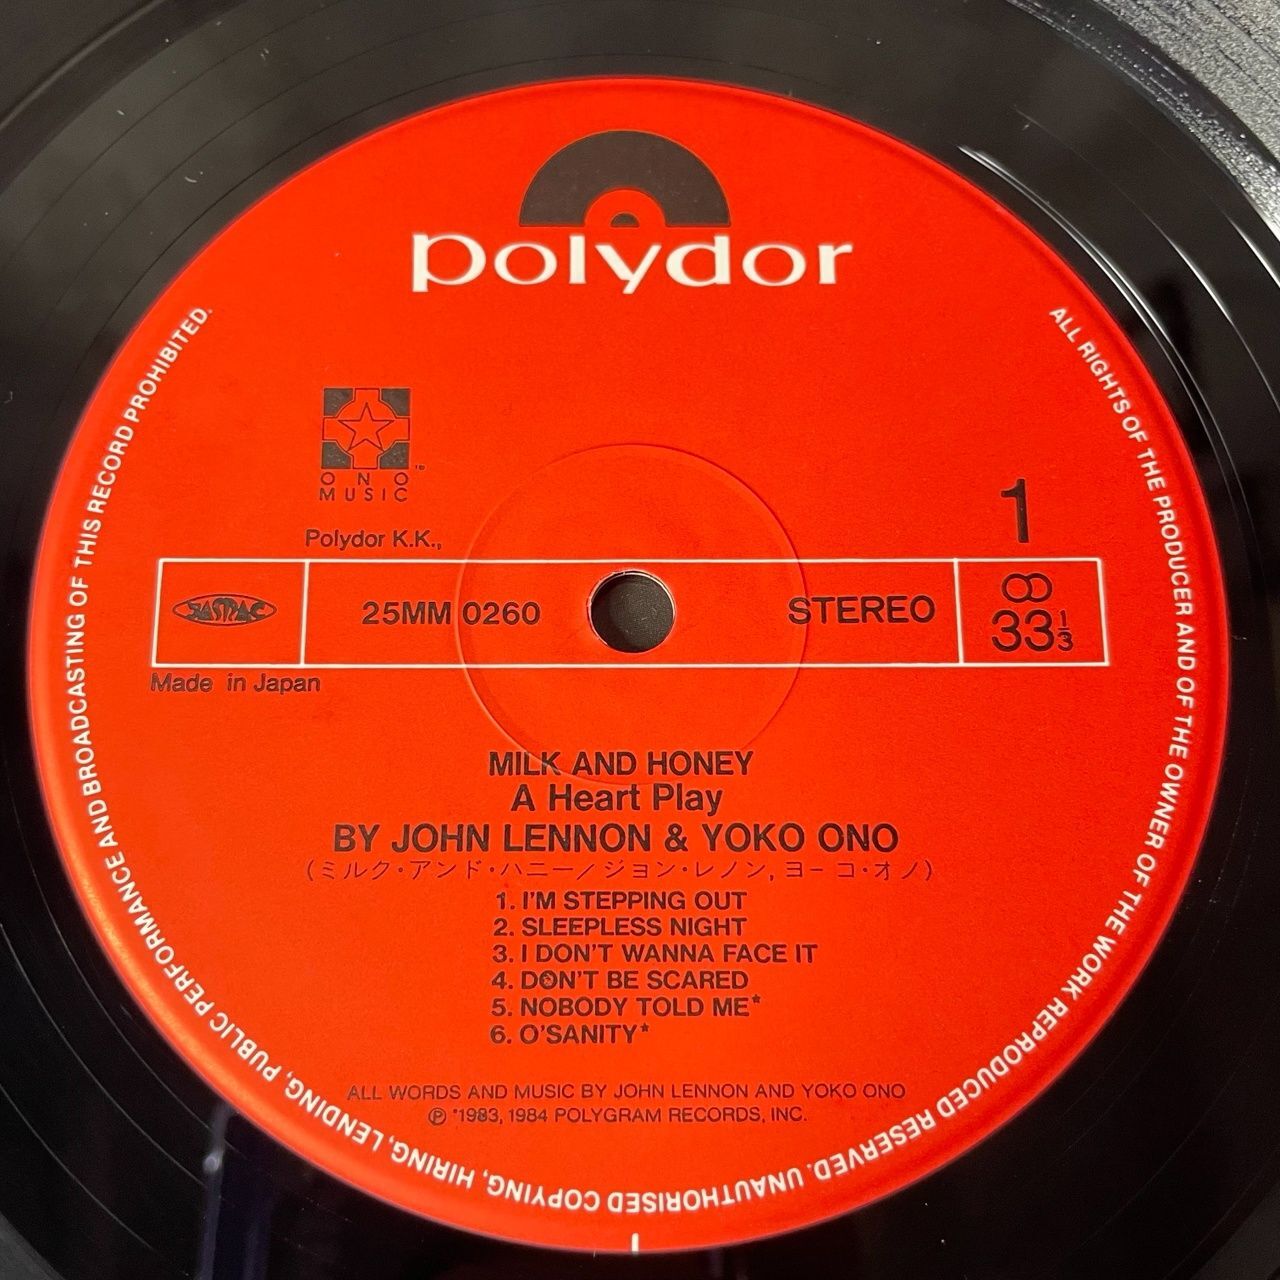 polydor
ONO
MUSIC
TM
Polydor K.K.,
1
JASRAC
25MM 0260
STEREO
33 1/3
Made in Japan
MILK AND HONEY
A Heart Play
BY JOHN LENNON & YOKO ONO
(ミルク・アンド・ハニー/ジョン・レノン, ヨーコ・オノ)
1. I'M STEPPING OUT
2. SLEEPLESS NIGHT
3. I DON'T WANNA FACE IT
4. DON'T BE SCARED
5. NOBODY TOLD ME*
6. O'SANITY*
ALL WORDS AND MUSIC BY JOHN LENNON AND YOKO ONO
℗ *1983, 1984 POLYGRAM RECORDS, INC.
ALL RIGHTS OF THE PRODUCER AND OF THE OWNER OF THE WORK REPRODUCED RESERVED. UNAUTHORISED COPYING, HIRING, LENDING, PUBLIC PERFORMANCE AND BROADCASTING OF THIS RECORD PROHIBITED.